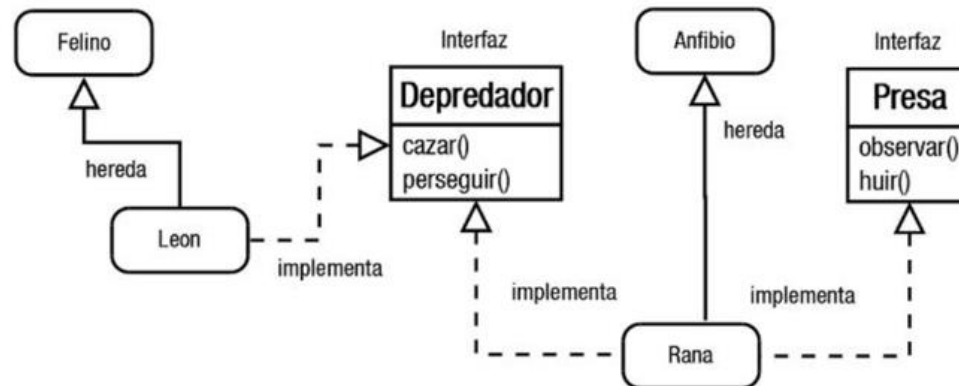 Felino
Interfaz
Anfibio
Interfaz
Depredador
cazar()
perseguir()
Presa
observar()
huir()
hereda
hereda
Leon
implementa
implementa
implementa
Rana